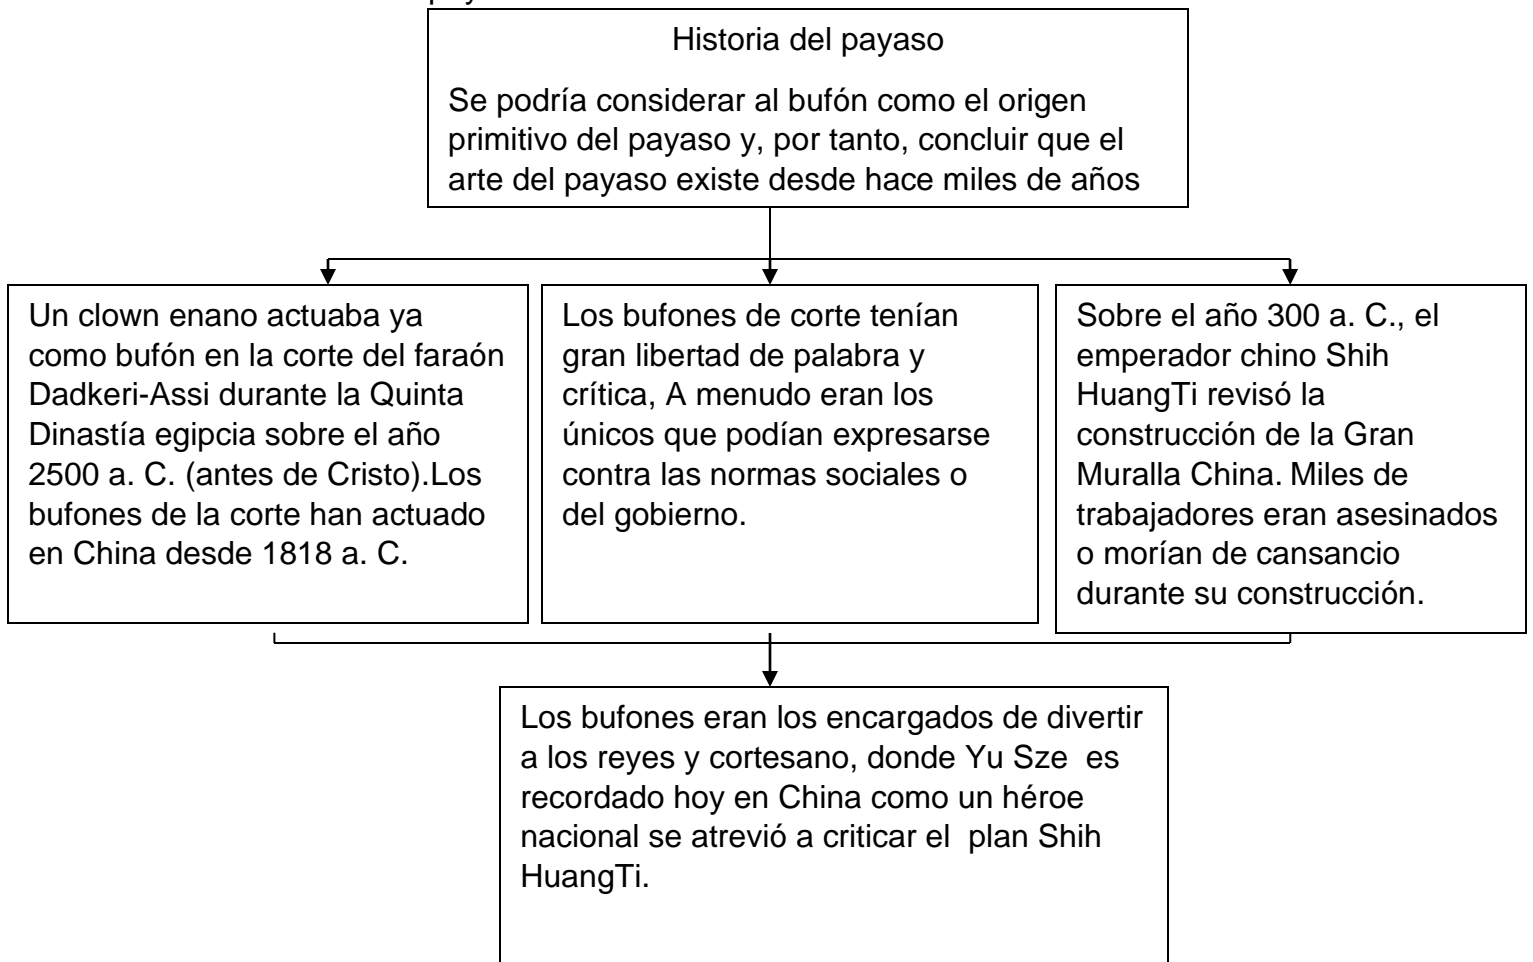 Historia del payaso
Se podría considerar al bufón como el origen
primitivo del payaso y, por tanto, concluir que el
arte del payaso existe desde hace miles de años
Un clown enano actuaba ya
como bufón en la corte del faraón
Dadkeri-Assi durante la Quinta
Dinastía egipcia sobre el año
2500 a. C. (antes de Cristo).Los
bufones de la corte han actuado
en China desde 1818 a. C.
Los bufones de corte tenían
gran libertad de palabra y
crítica, A menudo eran los
únicos que podían expresarse
contra las normas sociales o
del gobierno.
Sobre el año 300 a. C., el
emperador chino Shih
HuangTi revisó la
construcción de la Gran
Muralla China. Miles de
trabajadores eran asesinados
o morían de cansancio
durante su construcción.
Los bufones eran los encargados de divertir
a los reyes y cortesano, donde Yu Sze  es
recordado hoy en China como un héroe
nacional se atrevió a criticar el  plan Shih
HuangTi.